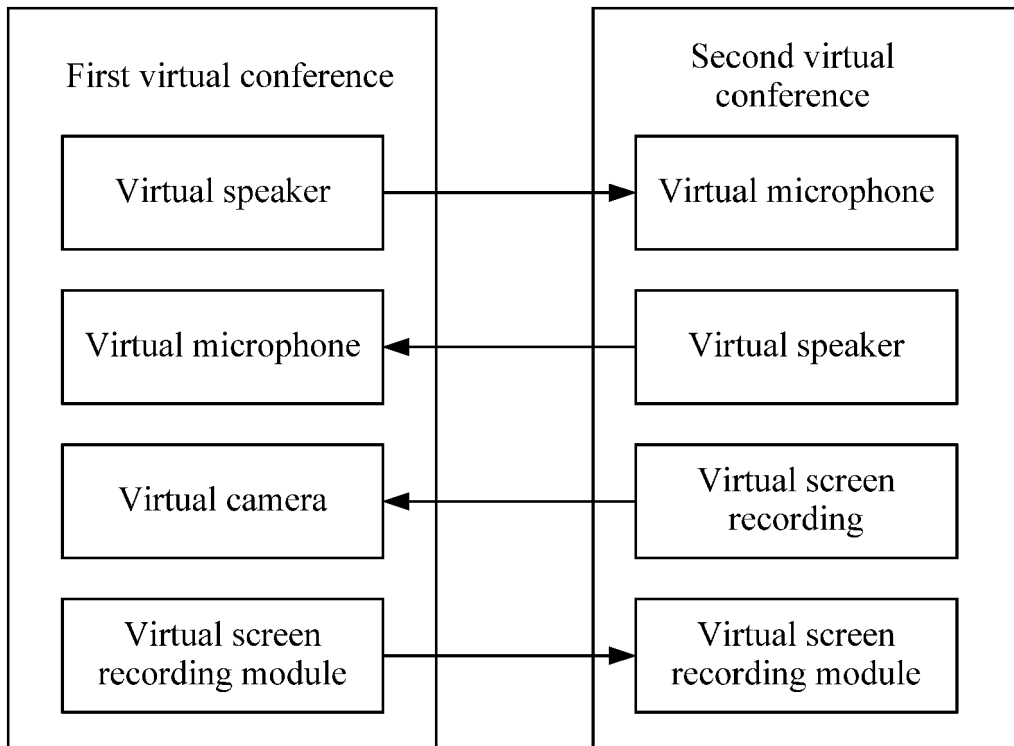 First virtual conference
Virtual speaker
Virtual microphone
Virtual camera
Virtual screen
recording module
Second virtual
conference
Virtual microphone
Virtual speaker
Virtual screen
recording
Virtual screen
recording module